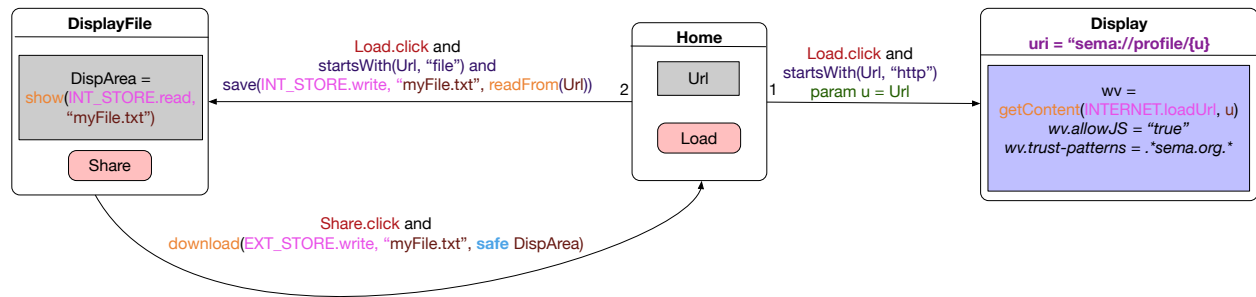 DisplayFile
DispArea =
show(INT_STORE.read,
“myFile.txt”)
Share
Load.click and
startsWith(Url, “file”) and
save(INT_STORE.write, “myFile.txt”, readFrom(Url))
2
Home
Url
Load
1
Load.click and
startsWith(Url, “http”)
param u = Url
Display
uri = “sema://profile/{u}
wv =
getContent(INTERNET.loadUrl, u)
wv.allowJS = “true”
wv.trust-patterns = .*sema.org.*
Share.click and
download(EXT_STORE.write, “myFile.txt”, safe DispArea)